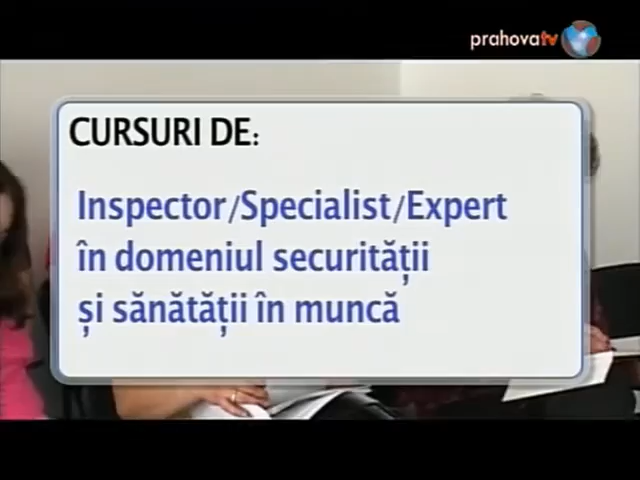 prahovatv
CURSURI DE:
Inspector/Specialist/Expert
în domeniul securității
și sănătății în muncă